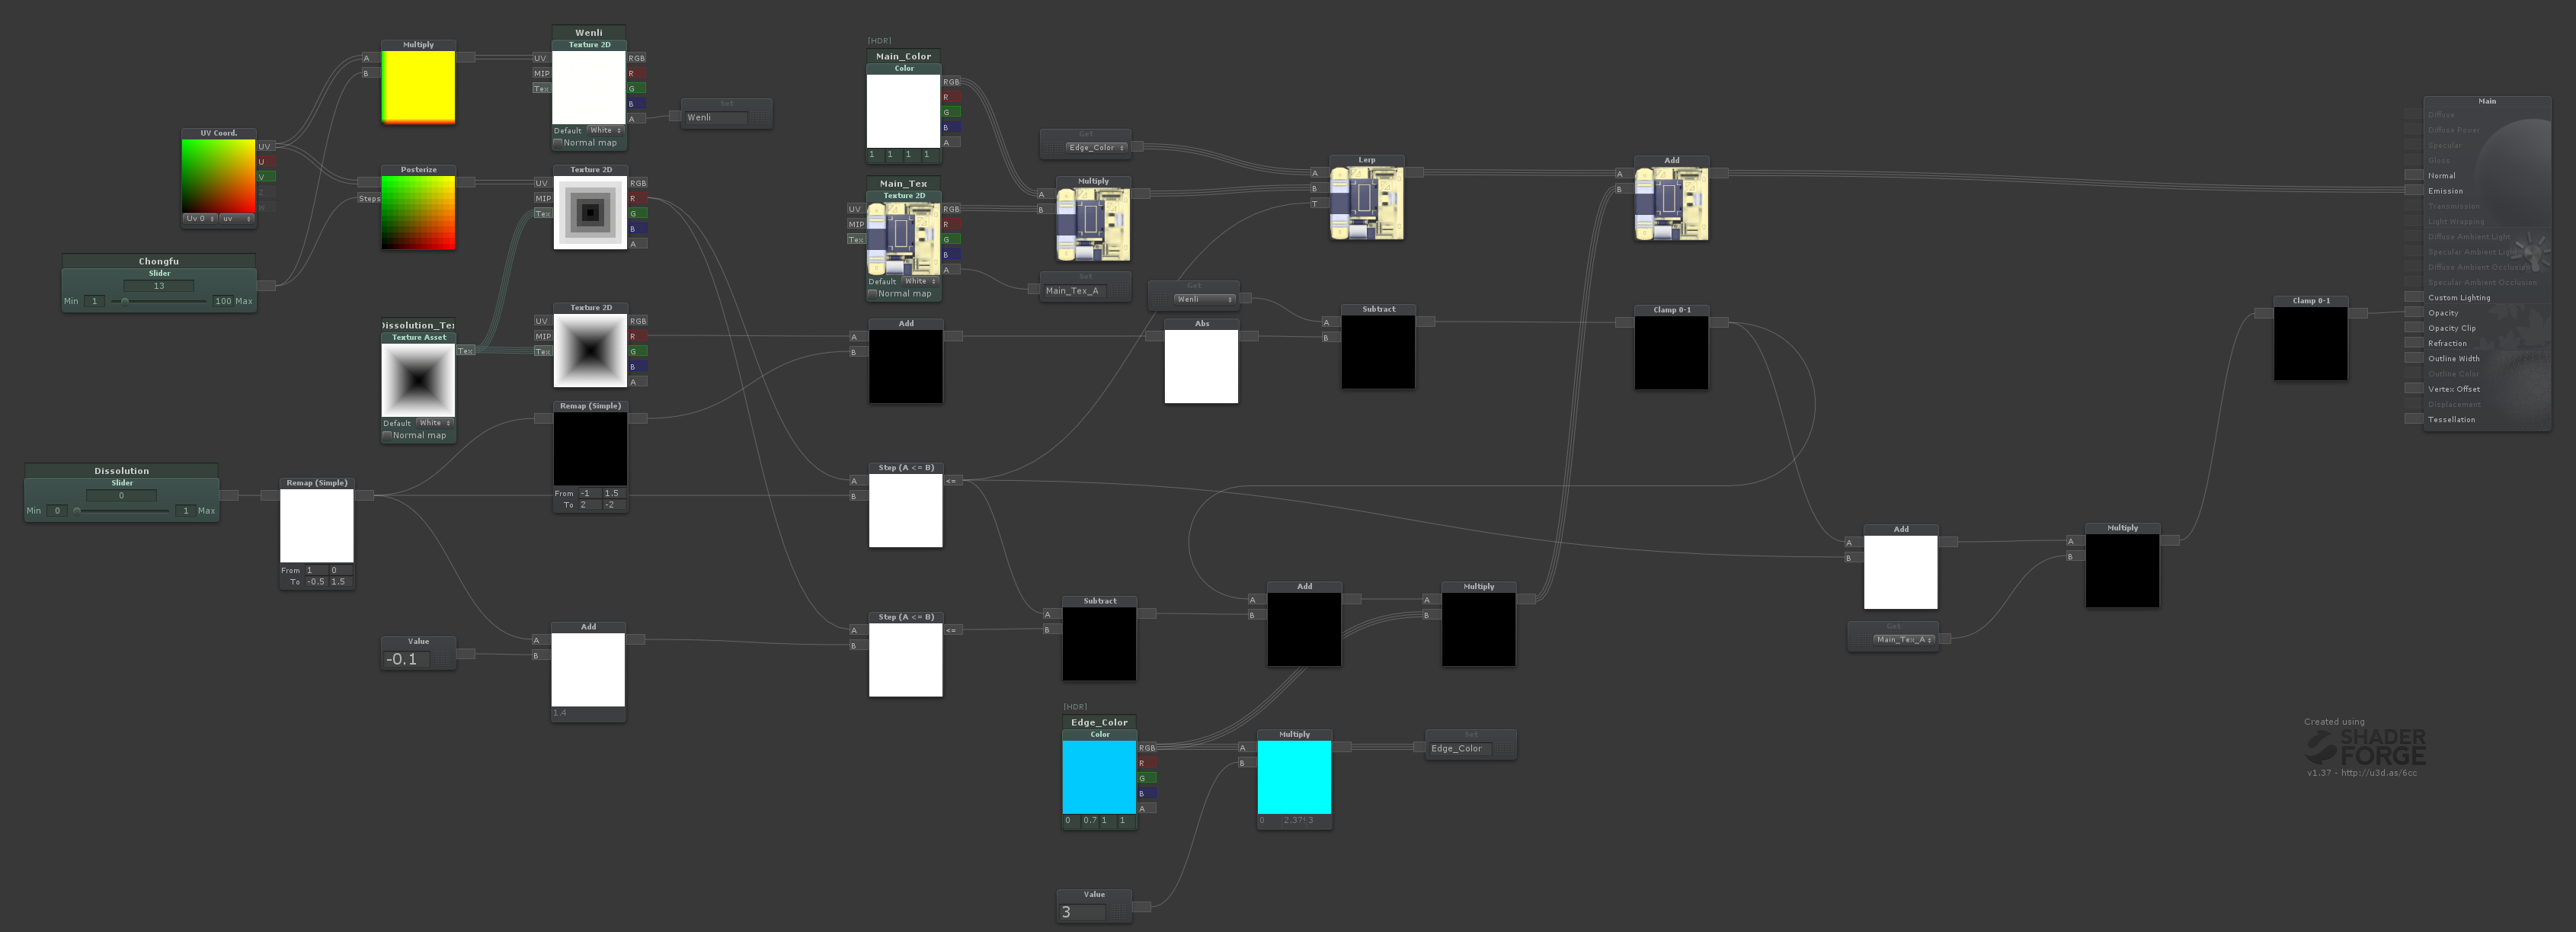 Wenli
Multiply
Texture 2D
A
B
UV
MIP
Tex
RGB
R
G
B
A
Default White
Normal map
Set
Wenli
UV Coord.
UV
U
V
Z
W
Uv 0 uv
Posterize
Steps
Texture 2D
UV
MIP
Tex
RGB
R
G
B
A
Chongfu
Slider
13
Min 1 100 Max
Dissolution_Te
Texture Asset
Tex
Default White
Normal map
Texture 2D
UV
MIP
Tex
RGB
R
G
B
A
Remap (Simple)
From -1 1.5
To 2 -2
Dissolution
Slider
0
Min 0 1 Max
Remap (Simple)
From 1 0
To -0.5 1.5
Value
-0.1
Add
A
B
1.4
[HDR]
Main_Color
Color
RGB
R
G
B
A
1 1 1 1
Main_Tex
Texture 2D
UV
MIP
Tex
RGB
R
G
B
A
Default White
Normal map
Get
Edge_Color
Multiply
A
B
Set
Main_Tex_A
Get
Wenli
Lerp
A
B
T
Add
A
B
Add
A
B
Abs
Subtract
A
B
Clamp 0-1
Step (A <= B)
A
B
<=
Step (A <= B)
A
B
<=
Subtract
A
B
Add
A
B
Multiply
A
B
[HDR]
Edge_Color
Color
RGB
R
G
B
A
0 0.7 1 1
Multiply
A
B
0 2.37 3
Set
Edge_Color
Value
3
Add
A
B
Get
Main_Tex_A
Multiply
A
B
Clamp 0-1
Main
Diffuse
Diffuse Power
Specular
Gloss
Normal
Emission
Transmission
Light Wrapping
Diffuse Ambient Light
Specular Ambient Light
Diffuse Ambient Occlusion
Specular Ambient Occlusion
Custom Lighting
Opacity
Opacity Clip
Refraction
Outline Width
Outline Color
Vertex Offset
Displacement
Tessellation
Created using
SHADER
FORGE
v1.37 - http://u3d.as/6cc